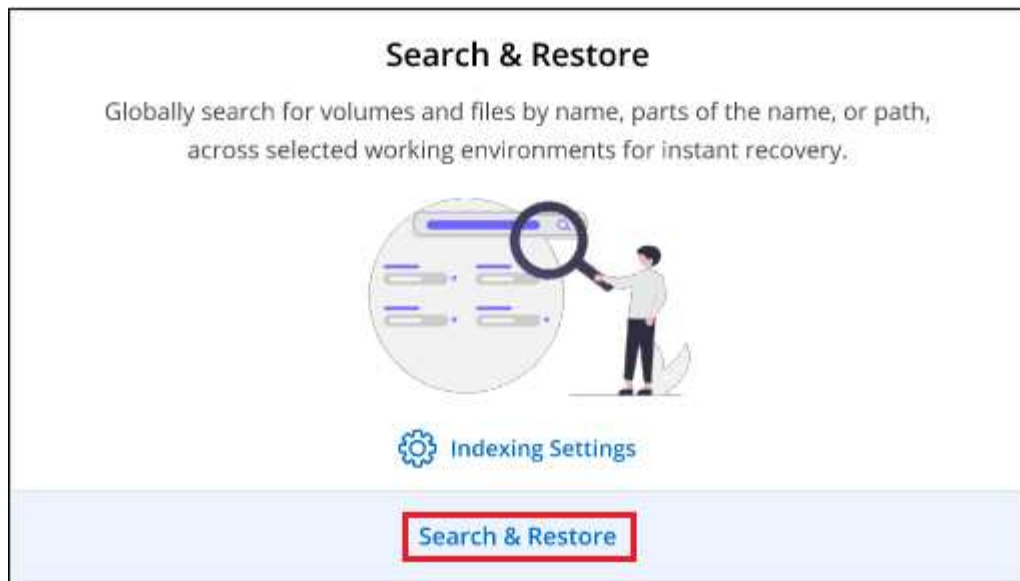 Search & Restore
Globally search for volumes and files by name, parts of the name, or path,
across selected working environments for instant recovery.
Indexing Settings
Search & Restore